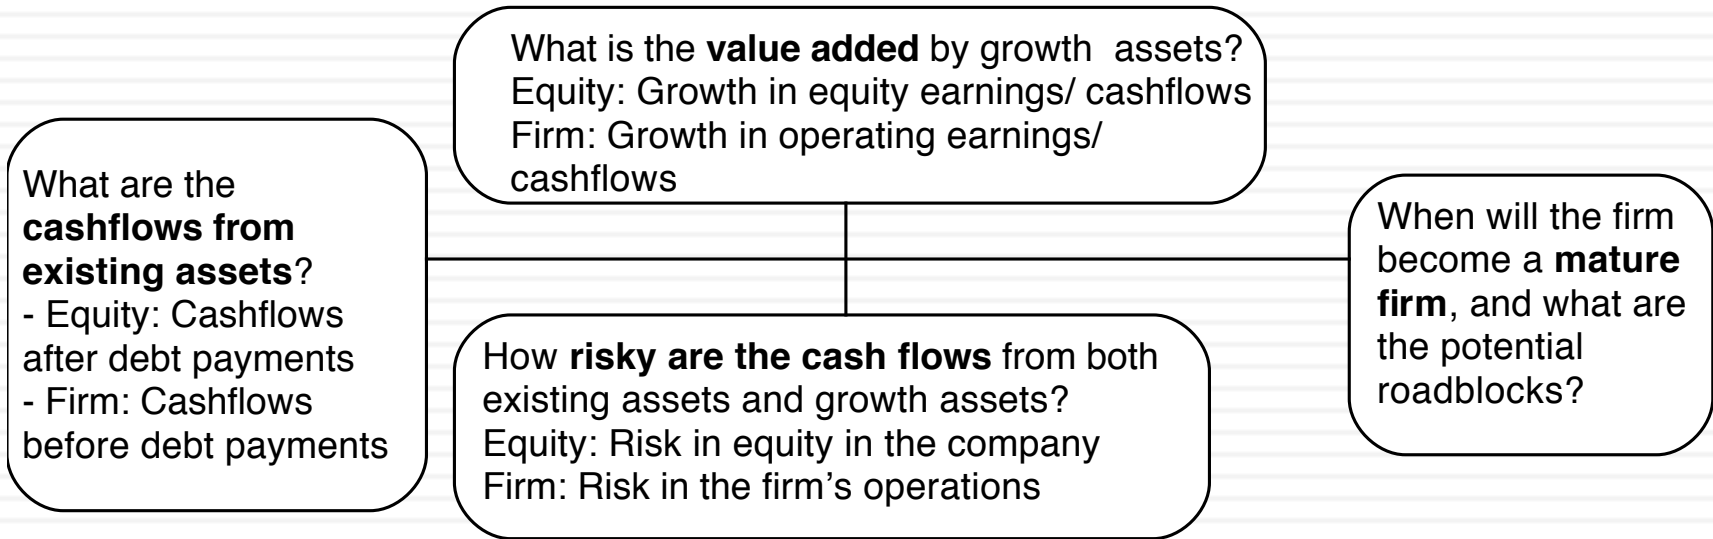 What is the value added by growth assets?
Equity: Growth in equity earnings/ cashflows
Firm: Growth in operating earnings/
cashflows
What are the
cashflows from
existing assets?
- Equity: Cashflows
after debt payments
- Firm: Cashflows
before debt payments
How risky are the cash flows from both
existing assets and growth assets?
Equity: Risk in equity in the company
Firm: Risk in the firm's operations
When will the firm
become a mature
firm, and what are
the potential
roadblocks?